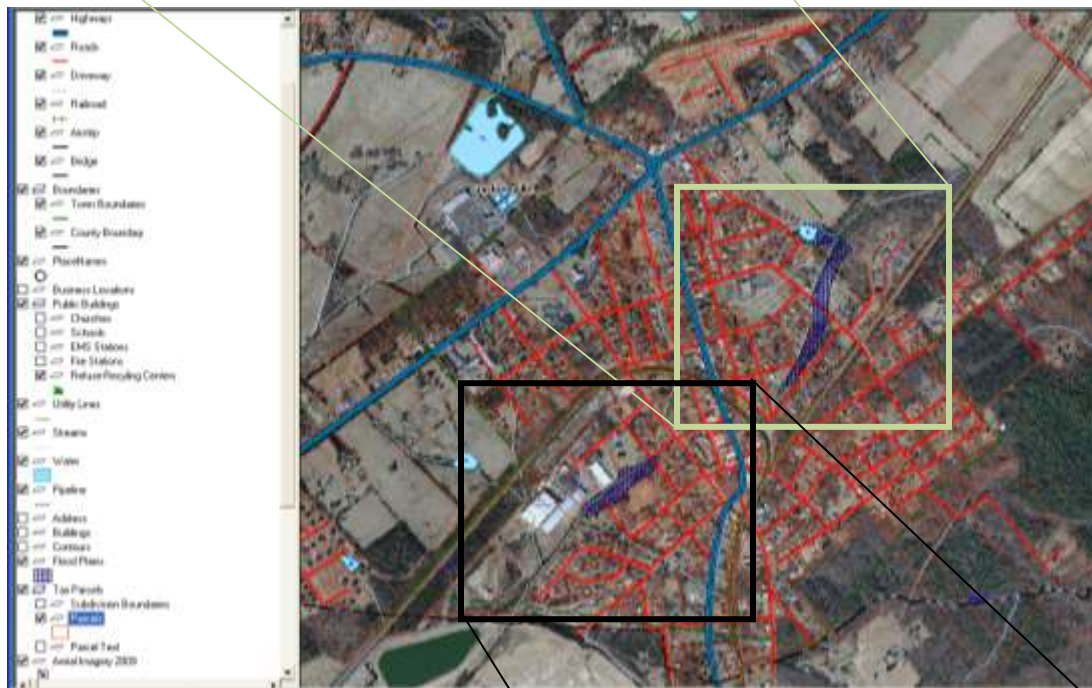 Highways
Roads
Driveway
Railroad
Airstrip
Bridge
Boundaries
Town Boundaries
County Boundary
PlaceNames
Business Locations
Public Buildings
Churches
Schools
EMS Stations
Fire Stations
Refuse Recycling Centers
Utility Lines
Streams
Water
Pipeline
Address
Buildings
Contours
Flood Plains
Tax Parcels
Subdivision Boundaries
Parcels
Parcel Text
Aerial Imagery 2009